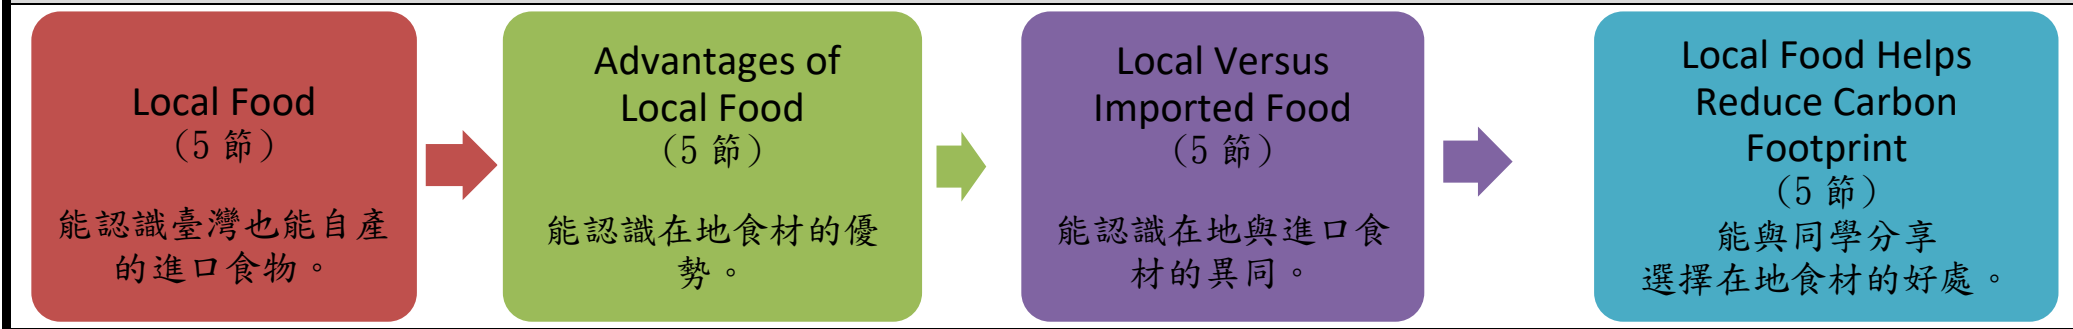 Local Food
（5 節）
能認識臺灣也能自產
的進口食物。
Advantages of
Local Food
（5 節）
能認識在地食材的優
勢。
Local Versus
Imported Food
（5 節）
能認識在地與進口食
材的異同。
Local Food Helps
Reduce Carbon
Footprint
（5 節）
能與同學分享
選擇在地食材的好處。